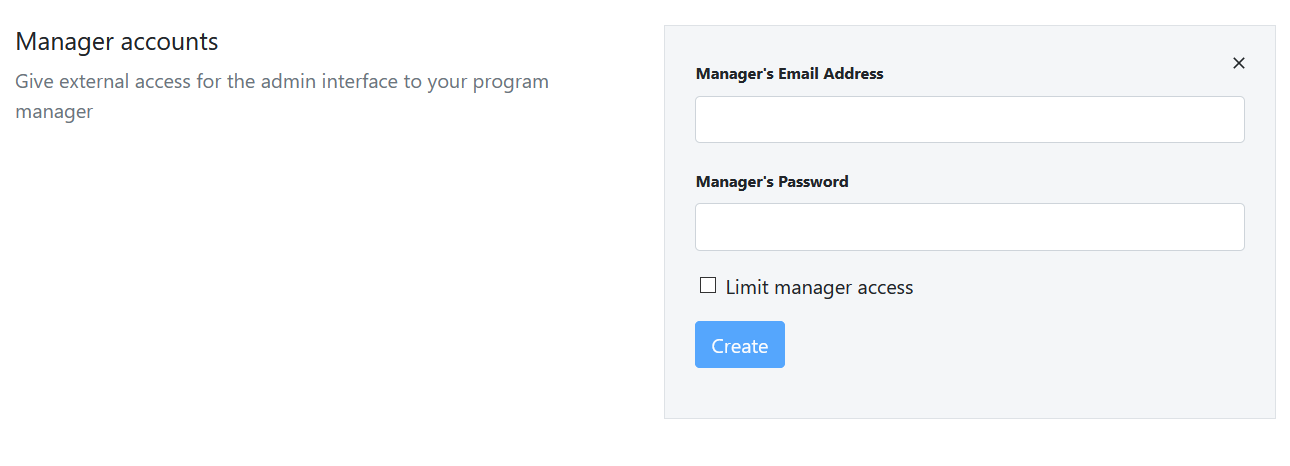 Manager accounts
Give external access for the admin interface to your program
manager
Manager's Email Address
Manager's Password
Limit manager access
Create